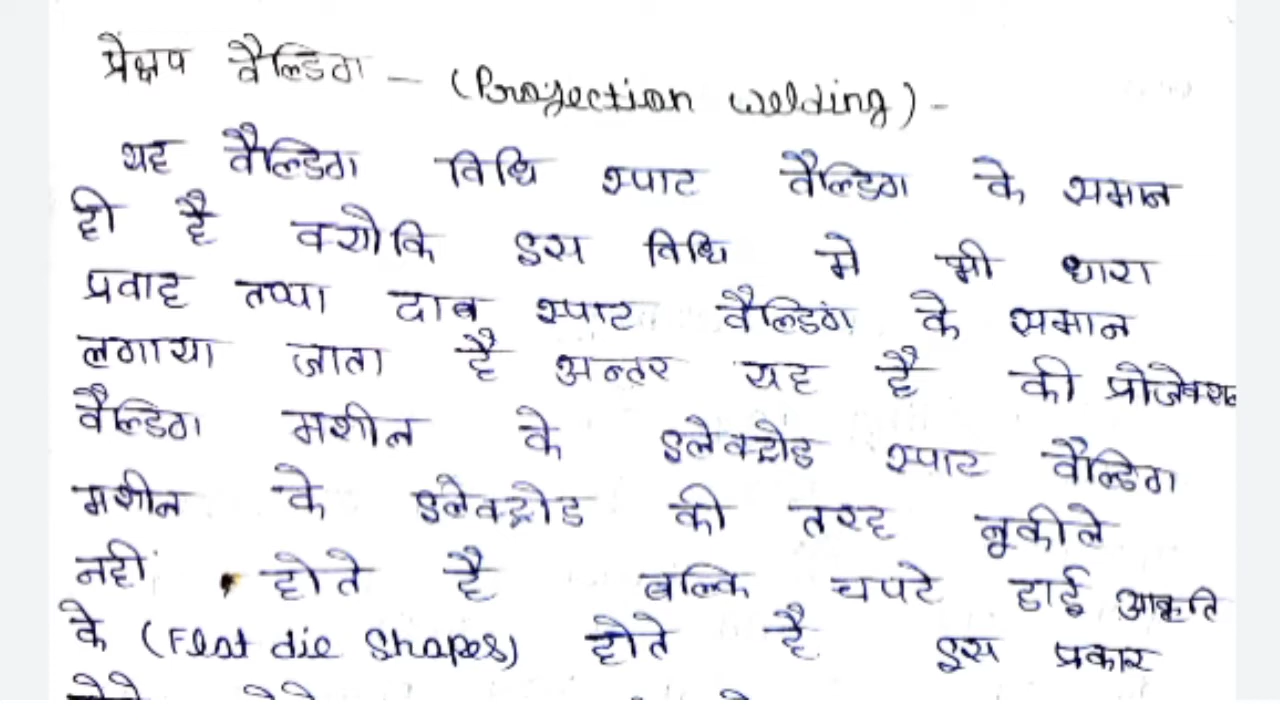 प्रेक्षप वैल्डिग – (Projection welding) –
यह वैल्डिग विधि स्पाट वैल्डिग के समान
ही है क्योकि इस विधि मे भी धारा
प्रवाह तथा दाब स्पाट वैल्डिंग के समान
लगाया जाता है अन्तर यह है की प्रोजेक्शन
वैल्डिग मशीन के इलेक्ट्रोड स्पाट वैल्डिग
मशीन के इलेक्ट्रोड की तरह नुकीले
नही होते है बल्कि चपटे डाई आकृति
के (Flat die Shapes) होते है इस प्रकार